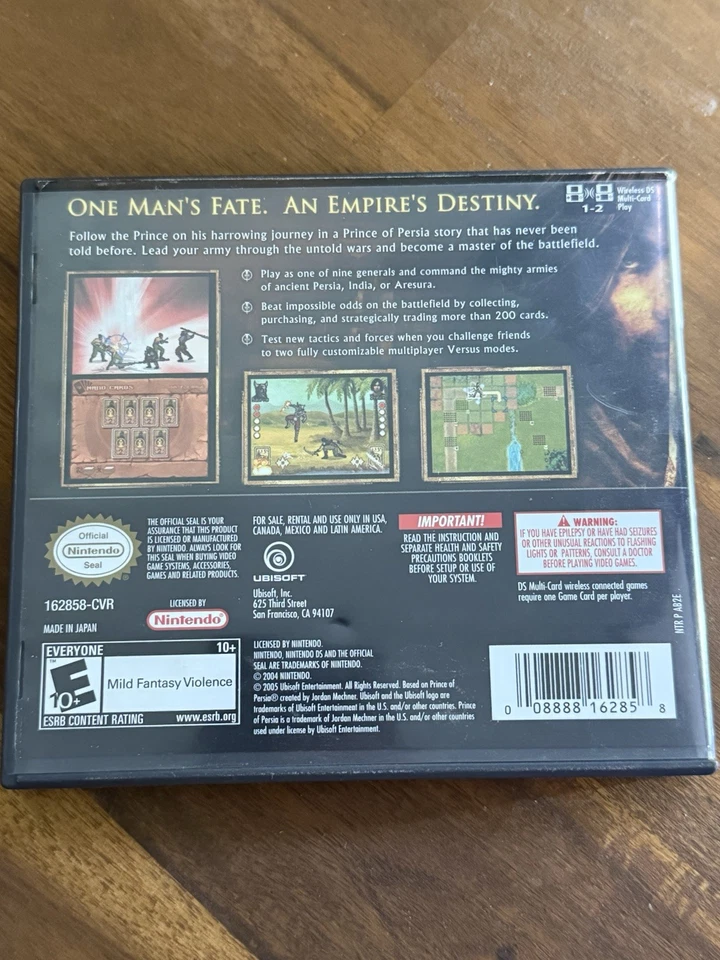 ONE MAN'S FATE. AN EMPIRE'S DESTINY.
Wireless DS
Multi-Card
Play
1-2
Follow the Prince on his harrowing journey in a Prince of Persia story that has never been
told before. Lead your army through the untold wars and become a master of the battlefield.
Play as one of nine generals and command the mighty armies
of ancient Persia, India, or Aresura.
Beat impossible odds on the battlefield by collecting,
purchasing, and strategically trading more than 200 cards.
Test new tactics and forces when you challenge friends
to two fully customizable multiplayer Versus modes.
Official
Nintendo
Seal
THE OFFICIAL SEAL IS YOUR
ASSURANCE THAT THIS PRODUCT
IS LICENSED OR MANUFACTURED
BY NINTENDO. ALWAYS LOOK FOR
THIS SEAL WHEN BUYING VIDEO
GAME SYSTEMS, ACCESSORIES,
GAMES AND RELATED PRODUCTS.
162858-CVR
MADE IN JAPAN
LICENSED BY
Nintendo
FOR SALE, RENTAL AND USE ONLY IN USA,
CANADA, MEXICO AND LATIN AMERICA.
UBISOFT
Ubisoft, Inc.
625 Third Street
San Francisco, CA 94107
IMPORTANT!
READ THE INSTRUCTION AND
SEPARATE HEALTH AND SAFETY
PRECAUTIONS BOOKLETS
BEFORE SETUP OR USE OF
YOUR SYSTEM.
WARNING:
IF YOU HAVE EPILEPSY OR HAVE HAD SEIZURES
OR OTHER UNUSUAL REACTIONS TO FLASHING
LIGHTS OR PATTERNS, CONSULT A DOCTOR
BEFORE PLAYING VIDEO GAMES.
DS Multi-Card wireless connected games
require one Game Card per player.
NTR P AB2E
EVERYONE 10+
E
10+
TM
Mild Fantasy Violence
ESRB CONTENT RATING www.esrb.org
LICENSED BY NINTENDO.
NINTENDO, NINTENDO DS AND THE OFFICIAL
SEAL ARE TRADEMARKS OF NINTENDO.
© 2004 NINTENDO.
© 2005 Ubisoft Entertainment. All Rights Reserved. Based on Prince of
Persia® created by Jordan Mechner. Ubisoft and the Ubisoft logo are
trademarks of Ubisoft Entertainment in the U.S. and/or other countries. Prince
of Persia is a trademark of Jordan Mechner in the U.S. and/or other countries
used under license by Ubisoft Entertainment.
0 08888 16285 8